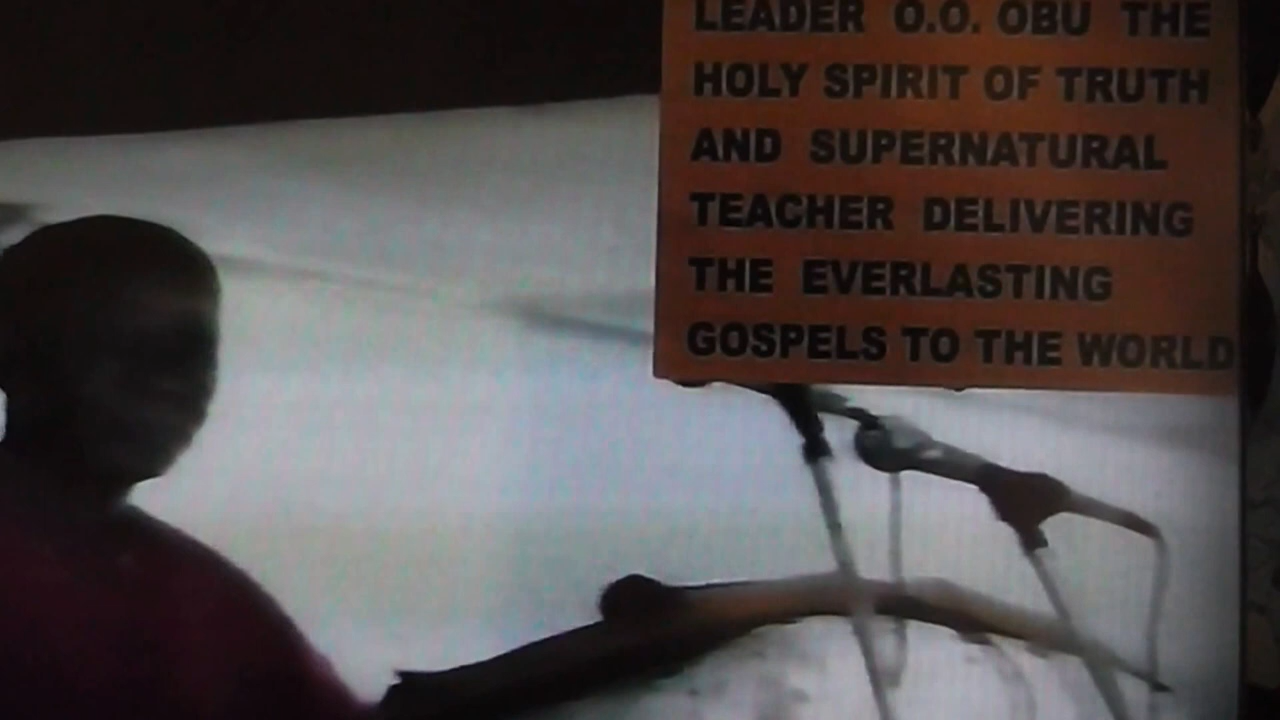 LEADER O.O. OBU THE
HOLY SPIRIT OF TRUTH
AND SUPERNATURAL
TEACHER DELIVERING
THE EVERLASTING
GOSPELS TO THE WORLD